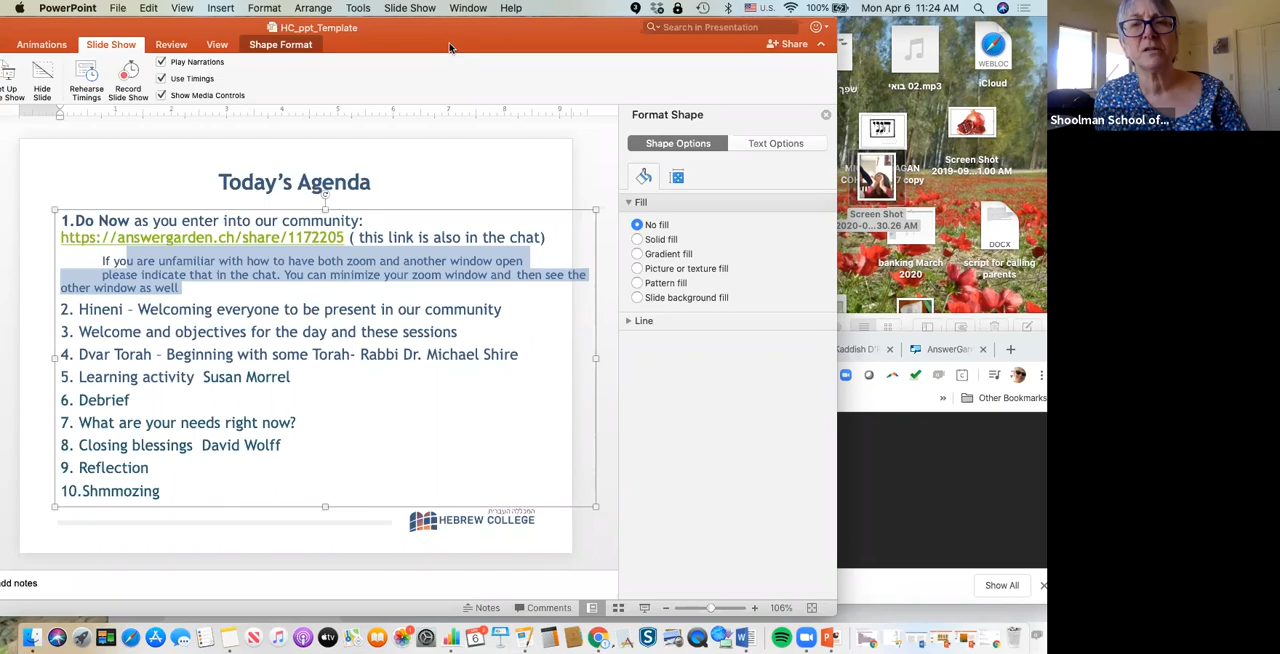 PowerPoint File Edit View Insert Format Arrange Tools Slide Show Window Help U.S. 100% Mon Apr 6 11:24 AM
HC_ppt_Template
Search in Presentation
Animations Slide Show Review View Shape Format
Share
Hide Slide
Rehearse Timings
Record Slide Show
Play Narrations
Use Timings
Show Media Controls
Format Shape
Shape Options Text Options
Fill
No fill
Solid fill
Gradient fill
Picture or texture fill
Pattern fill
Slide background fill
Line
Today's Agenda
1.Do Now as you enter into our community:
https://answergarden.ch/share/1172205 ( this link is also in the chat)
If you are unfamiliar with how to have both zoom and another window open
please indicate that in the chat. You can minimize your zoom window and then see the
other window as well
2. Hineni - Welcoming everyone to be present in our community
3. Welcome and objectives for the day and these sessions
4. Dvar Torah - Beginning with some Torah- Rabbi Dr. Michael Shire
5. Learning activity Susan Morrel
6. Debrief
7. What are your needs right now?
8. Closing blessings David Wolff
9. Reflection
10.Shmmozing
המכללה העברית
HEBREW COLLEGE
Notes Comments 106%
בואי 02.mp3
WEBLOC
iCloud
Screen Shot
2019-09...1.00 AM
copy
Screen Shot
2020-0...30.26 AM
banking March
2020
DOCX
script for calling
parents
AnswerGar
Other Bookmarks
Show All
Shoolman School of...